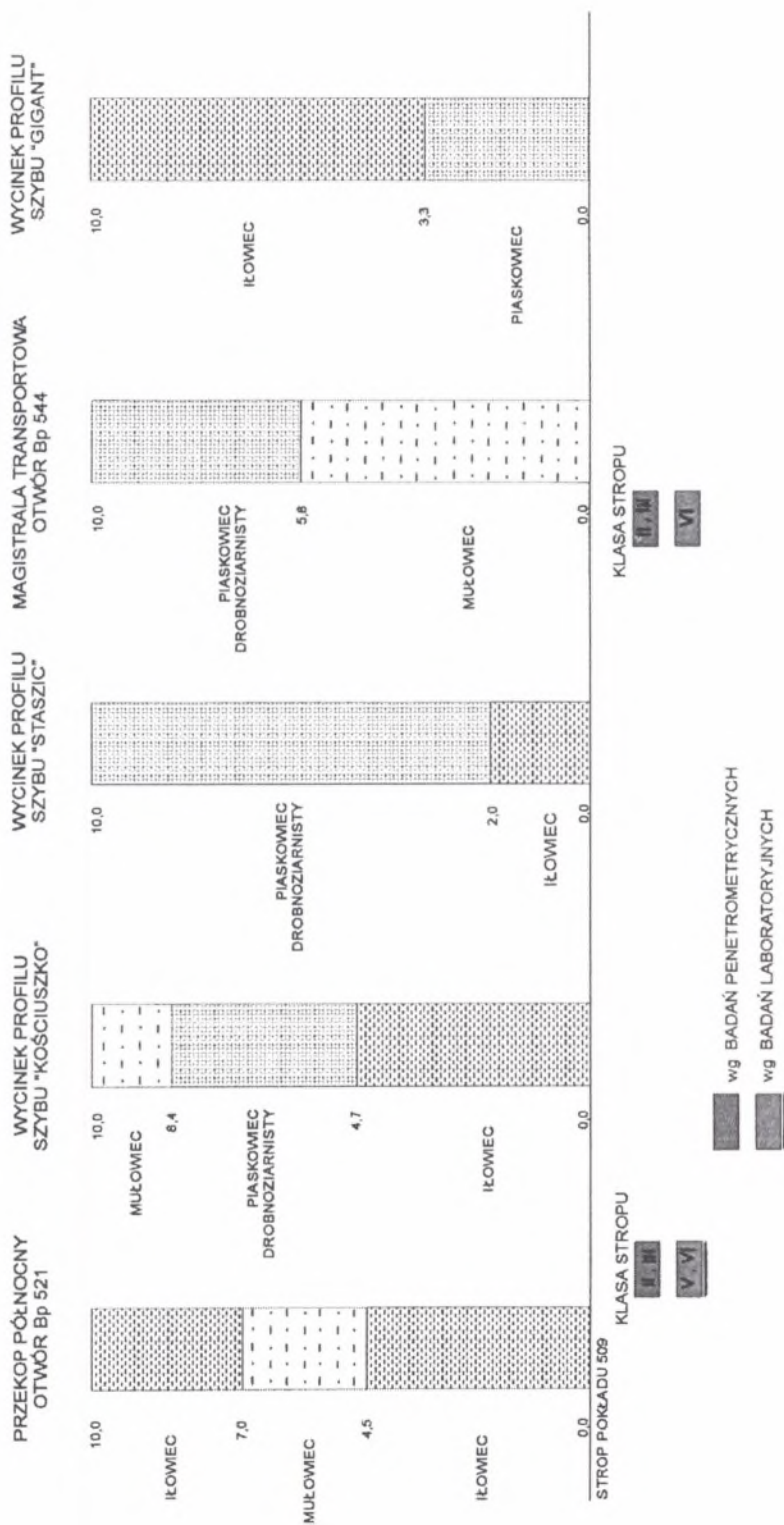 PRZEKOP PÓŁNOCNY
OTWÓR Bp 521
10,0
IŁOWIEC
7,0
MUŁOWIEC
4,5
IŁOWIEC
0,0
WYCINEK PROFILU
SZYBU "KOŚCIUSZKO"
10,0
MUŁOWIEC
8,4
PIASKOWIEC
DROBNOZIARNISTY
4,7
IŁOWIEC
0,0
WYCINEK PROFILU
SZYBU "STASZIC"
10,0
PIASKOWIEC
DROBNOZIARNISTY
2,0
IŁOWIEC
0,0
MAGISTRALA TRANSPORTOWA
OTWÓR Bp 544
10,0
PIASKOWIEC
DROBNOZIARNISTY
5,8
MUŁOWIEC
0,0
WYCINEK PROFILU
SZYBU "GIGANT"
10,0
IŁOWIEC
3,3
PIASKOWIEC
0,0
STROP POKŁADU 509
KLASA STROPU
II, III
V, VI
KLASA STROPU
VI
wg BADAŃ PENETROMETRYCZNYCH
wg BADAŃ LABORATORYJNYCH